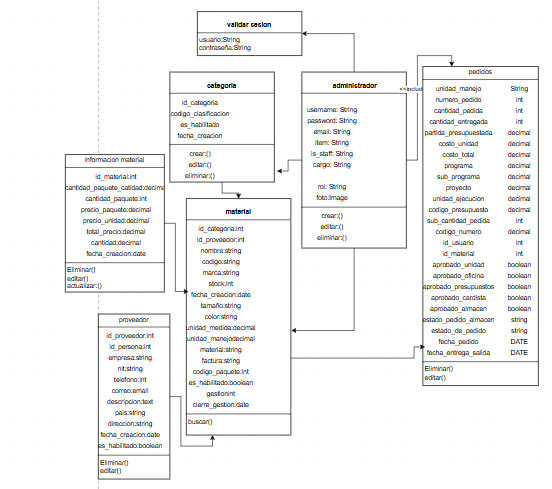 validar casion
usuario:String
contraseña:String
categoria
id_categoria
codigo_clasificacion
es_habilitado
fecha_creacion
crear:()
editar:()
eliminar:()
administrador
username: String
password: String
email: String
item: String
is_staff: String
cargo: String
rol: String
foto:Image
crear:()
editar:()
eliminar:()
<<includ
pedidos
unidad_manejo String
numero_pedido int
cantidad_pedida int
cantidad_entregada int
partida_presupuestada decimal
costo_unidad decimal
costo_total decimal
programa decimal
sub_programa decimal
proyecto decimal
unidad_ejecucion decimal
codigo_presupuesto decimal
sub_cantidad_pedida int
codigo_numero decimal
id_usuario int
id_material int
aprobado_unidad boolean
aprobado_oficina boolean
aprobado_presupuestos boolean
aprobado_cardista boolean
aprobado_almacen boolean
estado_pedido_almacen string
estado_de_pedido string
fecha_pedido DATE
fecha_entrega_salida DATE
Eliminar()
editar()
informacion material
id_material:int
cantidad_paquete_catidad:decima
cantidad_paquete:int
precio_paquete:decimal
precio_unidad:decimal
total_precio:decimal
cantidad:decimal
fecha_creacion:date
Eliminar()
editar()
actualizar:()
material
id_categoria:int
id_proveedor:int
nombre:string
codigo:string
marca:string
stock:int
fecha_creacion:date
tamaño:string
color:string
unidad_medida:decimal
unidad_manejodecimal
material:string
factura:string
codigo_paquete:int
es_habilitado:boolean
gestionint
cierre_gestion:date
buscar()
proveedor
id_proveedor:int
id_persona:int
empresa:string
nit:string
telefono:int
correo:email
descripcion:text
pais:string
direccion:string
fecha_creacion:date
es_habilitado:boolean
Eliminar()
editar()